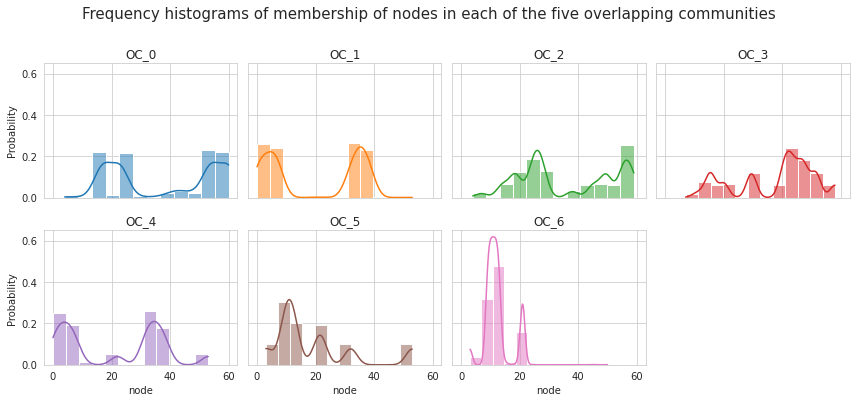 Frequency histograms of membership of nodes in each of the five overlapping communities
OC_0 OC_1 OC_2 OC_3
Probability
0.6
0.4
0.2
0.0
OC_4 OC_5 OC_6
Probability
0.6
0.4
0.2
0.0
0 20 40 60 0 20 40 60 0 20 40 60
node node node